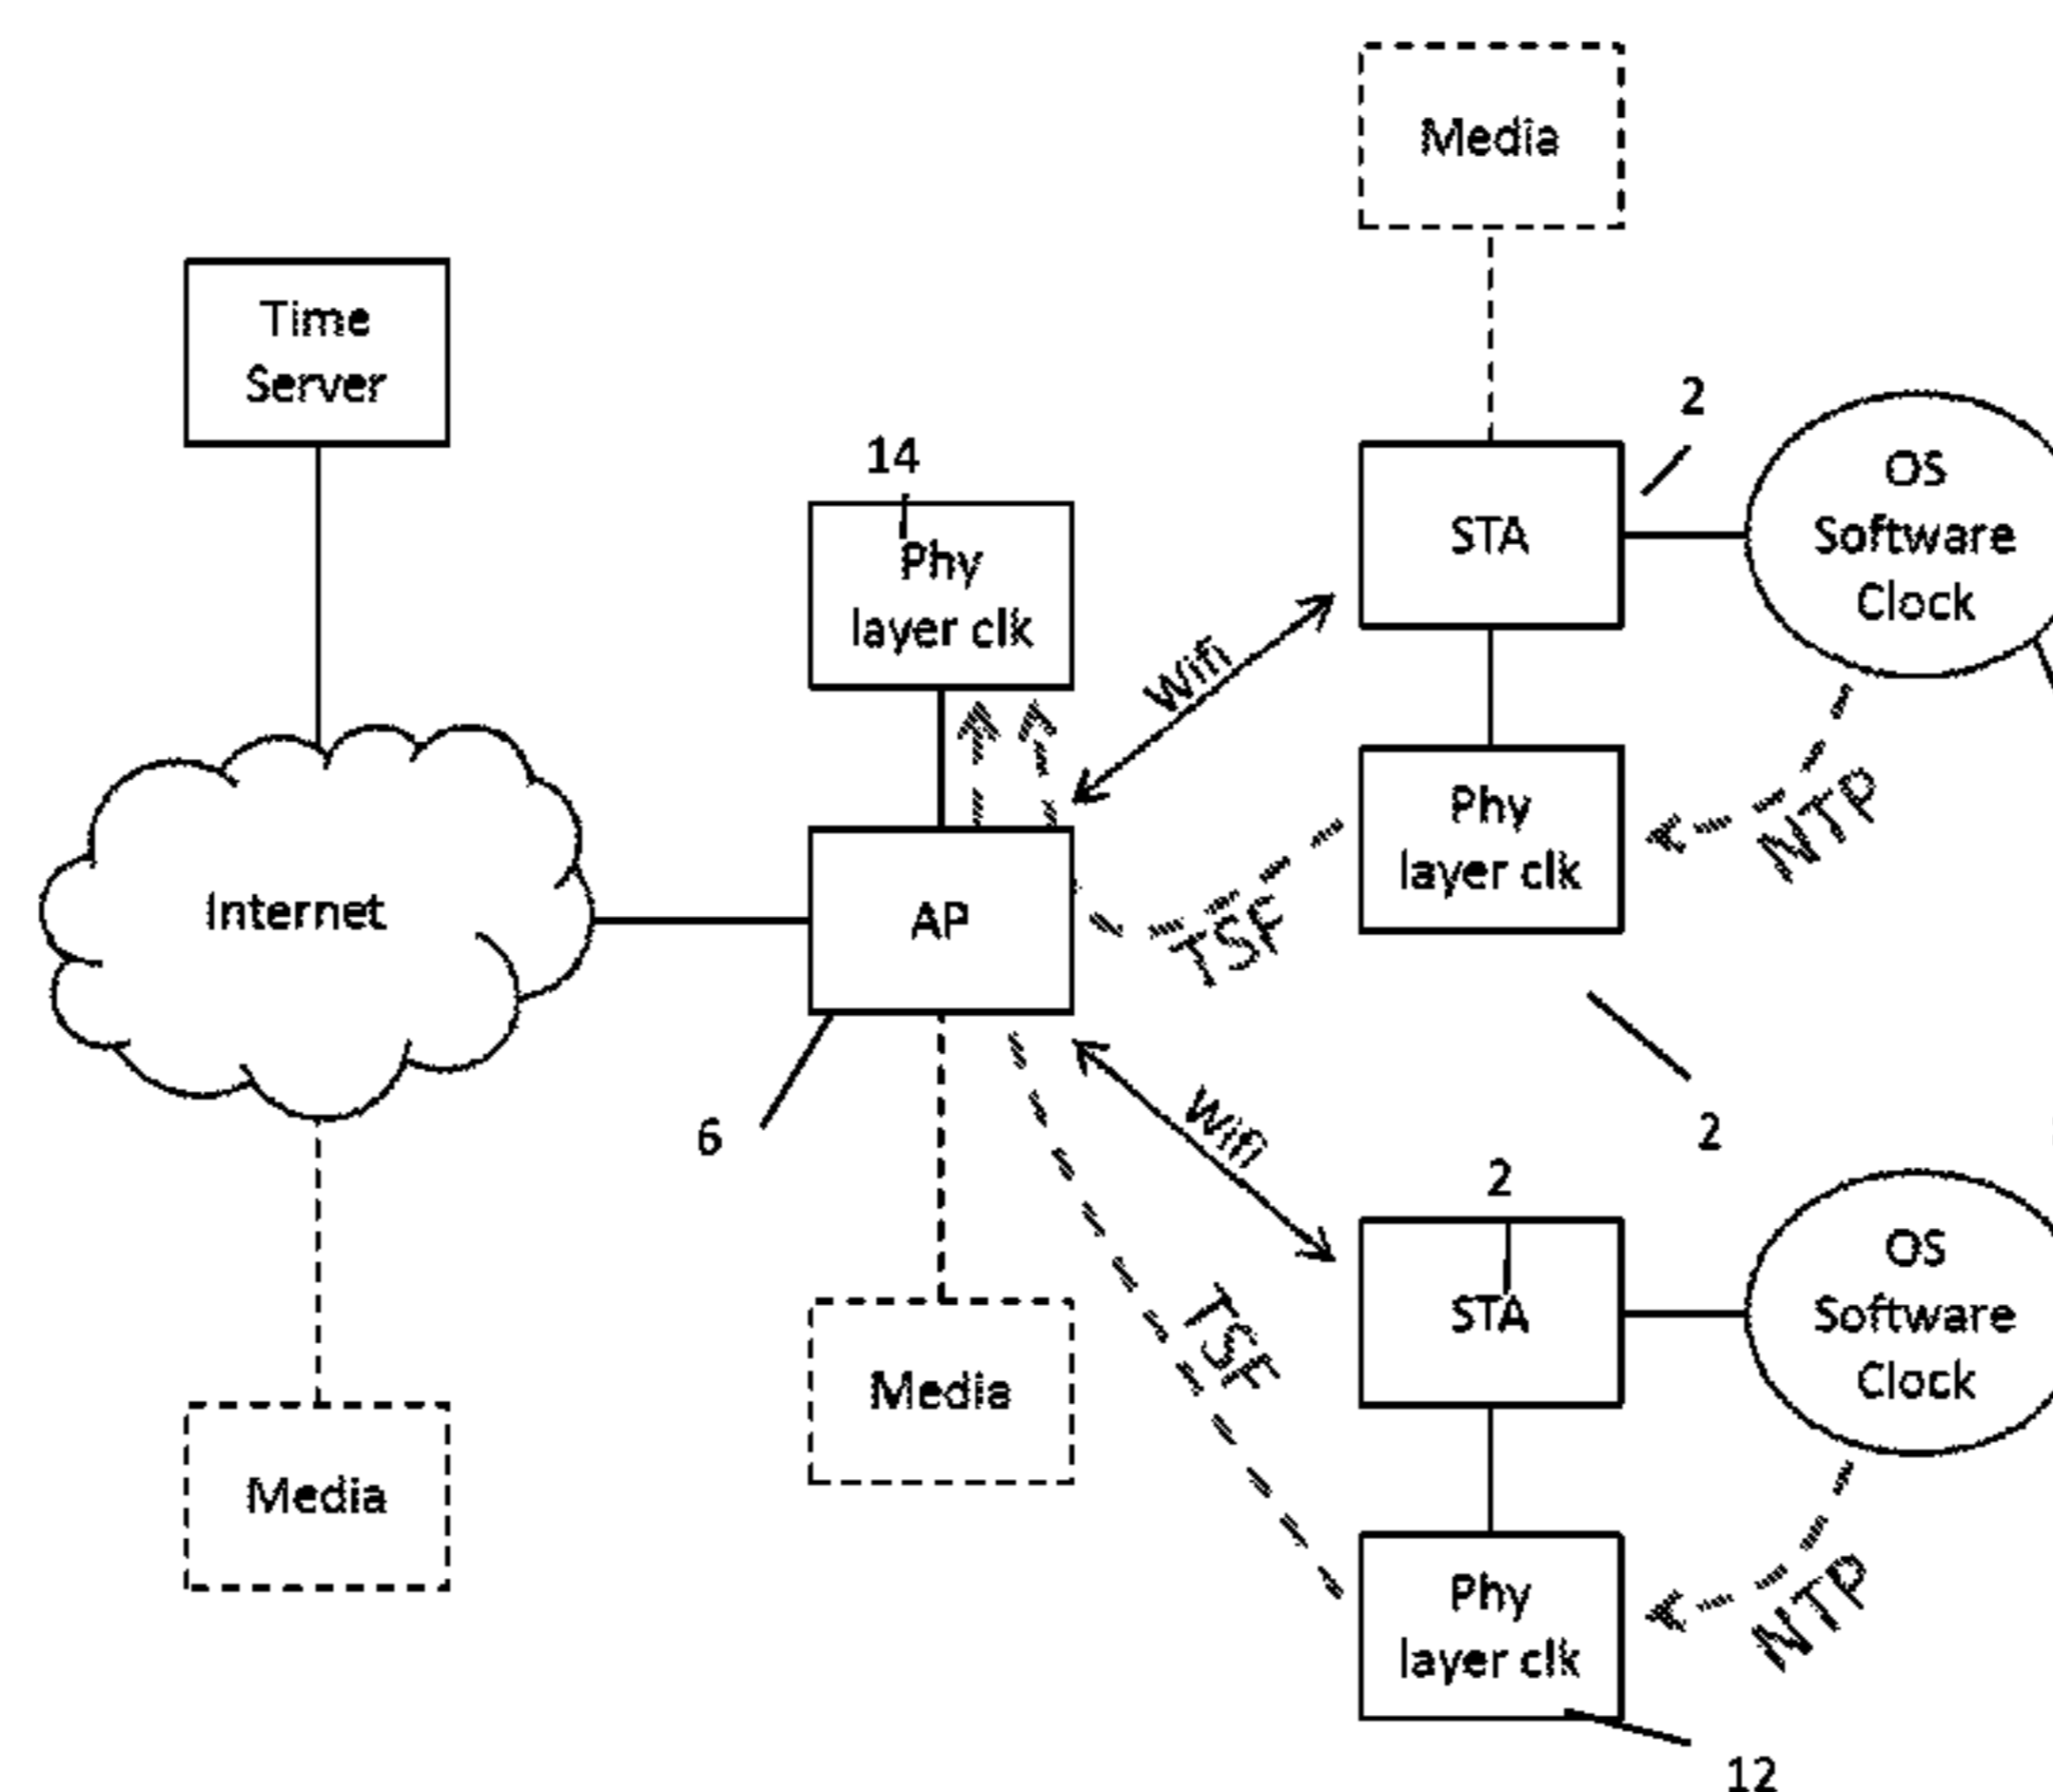 Media
Time
Server
2
14
OS
Software
Clock
STA
Phy
layer clk
Wifi
Phy
layer clk
NTP
Internet
AP
TSF
6
2
Wifi
2
OS
Software
Clock
STA
TSF
Media
Media
Phy
layer clk
NTP
12